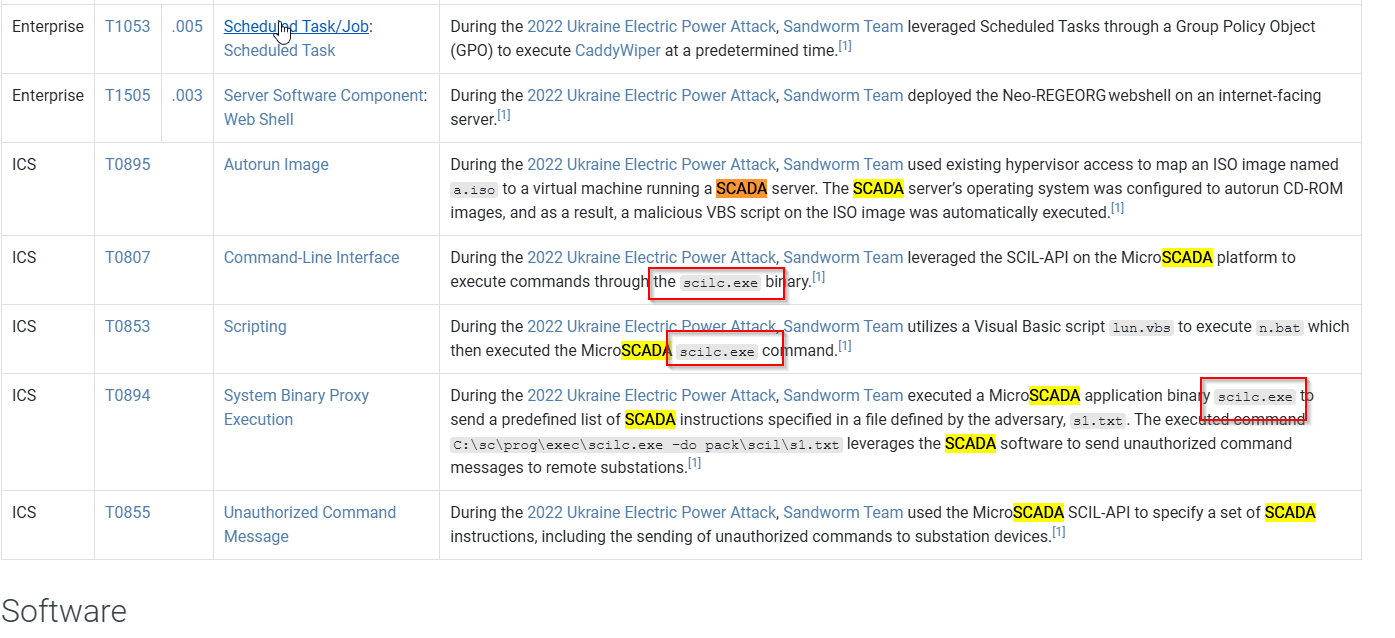 Enterprise T1053 .005 Scheduled Task/Job: During the 2022 Ukraine Electric Power Attack, Sandworm Team leveraged Scheduled Tasks through a Group Policy Object
Scheduled Task (GPO) to execute CaddyWiper at a predetermined time.[1]
Enterprise T1505 .003 Server Software Component: During the 2022 Ukraine Electric Power Attack, Sandworm Team deployed the Neo-REGEORG webshell on an internet-facing
Web Shell server.[1]
ICS T0895 Autorun Image During the 2022 Ukraine Electric Power Attack, Sandworm Team used existing hypervisor access to map an ISO image named
a.iso to a virtual machine running a SCADA server. The SCADA server’s operating system was configured to autorun CD-ROM
images, and as a result, a malicious VBS script on the ISO image was automatically executed.[1]
ICS T0807 Command-Line Interface During the 2022 Ukraine Electric Power Attack, Sandworm Team leveraged the SCIL-API on the MicroSCADA platform to
execute commands through the scilc.exe binary.[1]
ICS T0853 Scripting During the 2022 Ukraine Electric Power Attack, Sandworm Team utilizes a Visual Basic script lun.vbs to execute n.bat which
then executed the MicroSCADA scilc.exe command.[1]
ICS T0894 System Binary Proxy During the 2022 Ukraine Electric Power Attack, Sandworm Team executed a MicroSCADA application binary scilc.exe to
Execution send a predefined list of SCADA instructions specified in a file defined by the adversary, s1.txt. The executed command
C:\sc\prog\exec\scilc.exe -do pack\scil\s1.txt leverages the SCADA software to send unauthorized command
messages to remote substations.[1]
ICS T0855 Unauthorized Command During the 2022 Ukraine Electric Power Attack, Sandworm Team used the MicroSCADA SCIL-API to specify a set of SCADA
Message instructions, including the sending of unauthorized commands to substation devices.[1]
Software